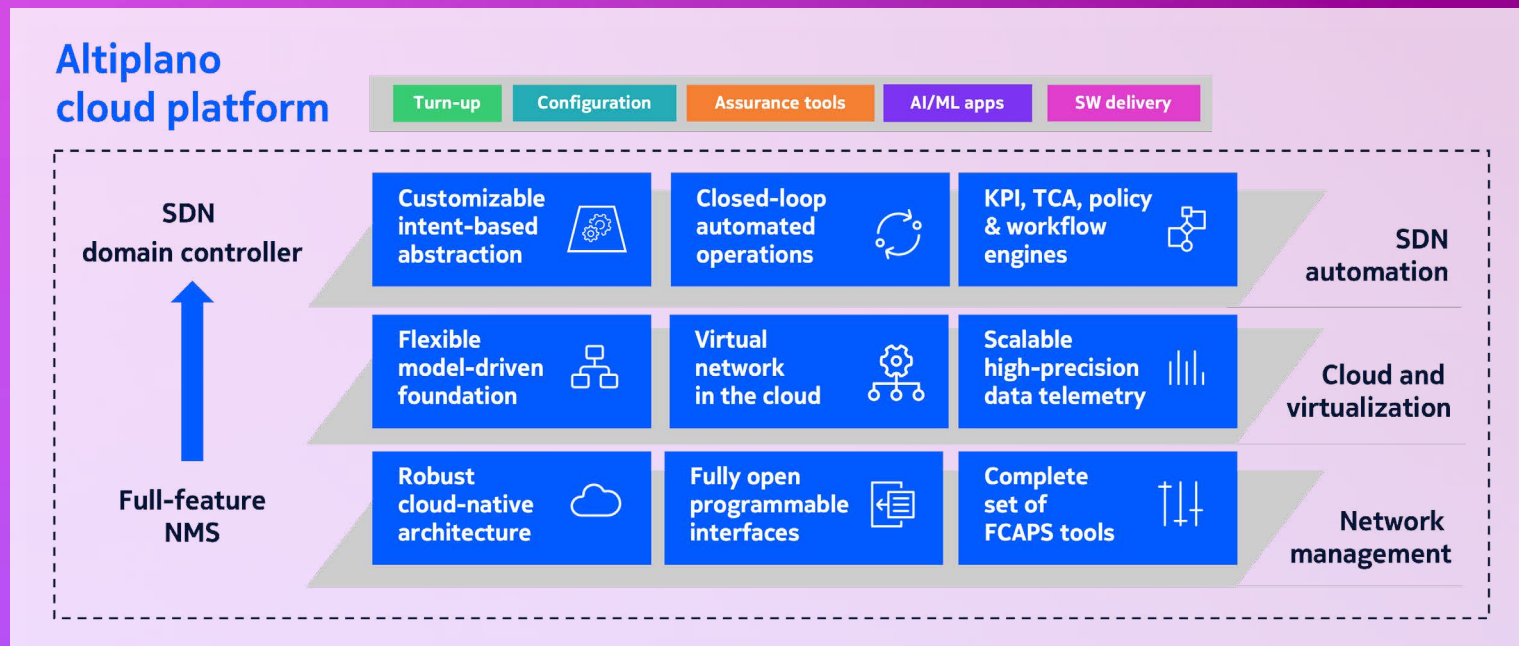 Altiplano
cloud platform
Turn-up
Configuration
Assurance tools
AI/ML apps
SW delivery
SDN
domain controller
Full-feature
NMS
Customizable
intent-based
abstraction
Closed-loop
automated
operations
KPI, TCA, policy
& workflow
engines
SDN
automation
Flexible
model-driven
foundation
Virtual
network
in the cloud
Scalable
high-precision
data telemetry
Cloud and
virtualization
Robust
cloud-native
architecture
Fully open
programmable
interfaces
Complete
set of
FCAPS tools
Network
management